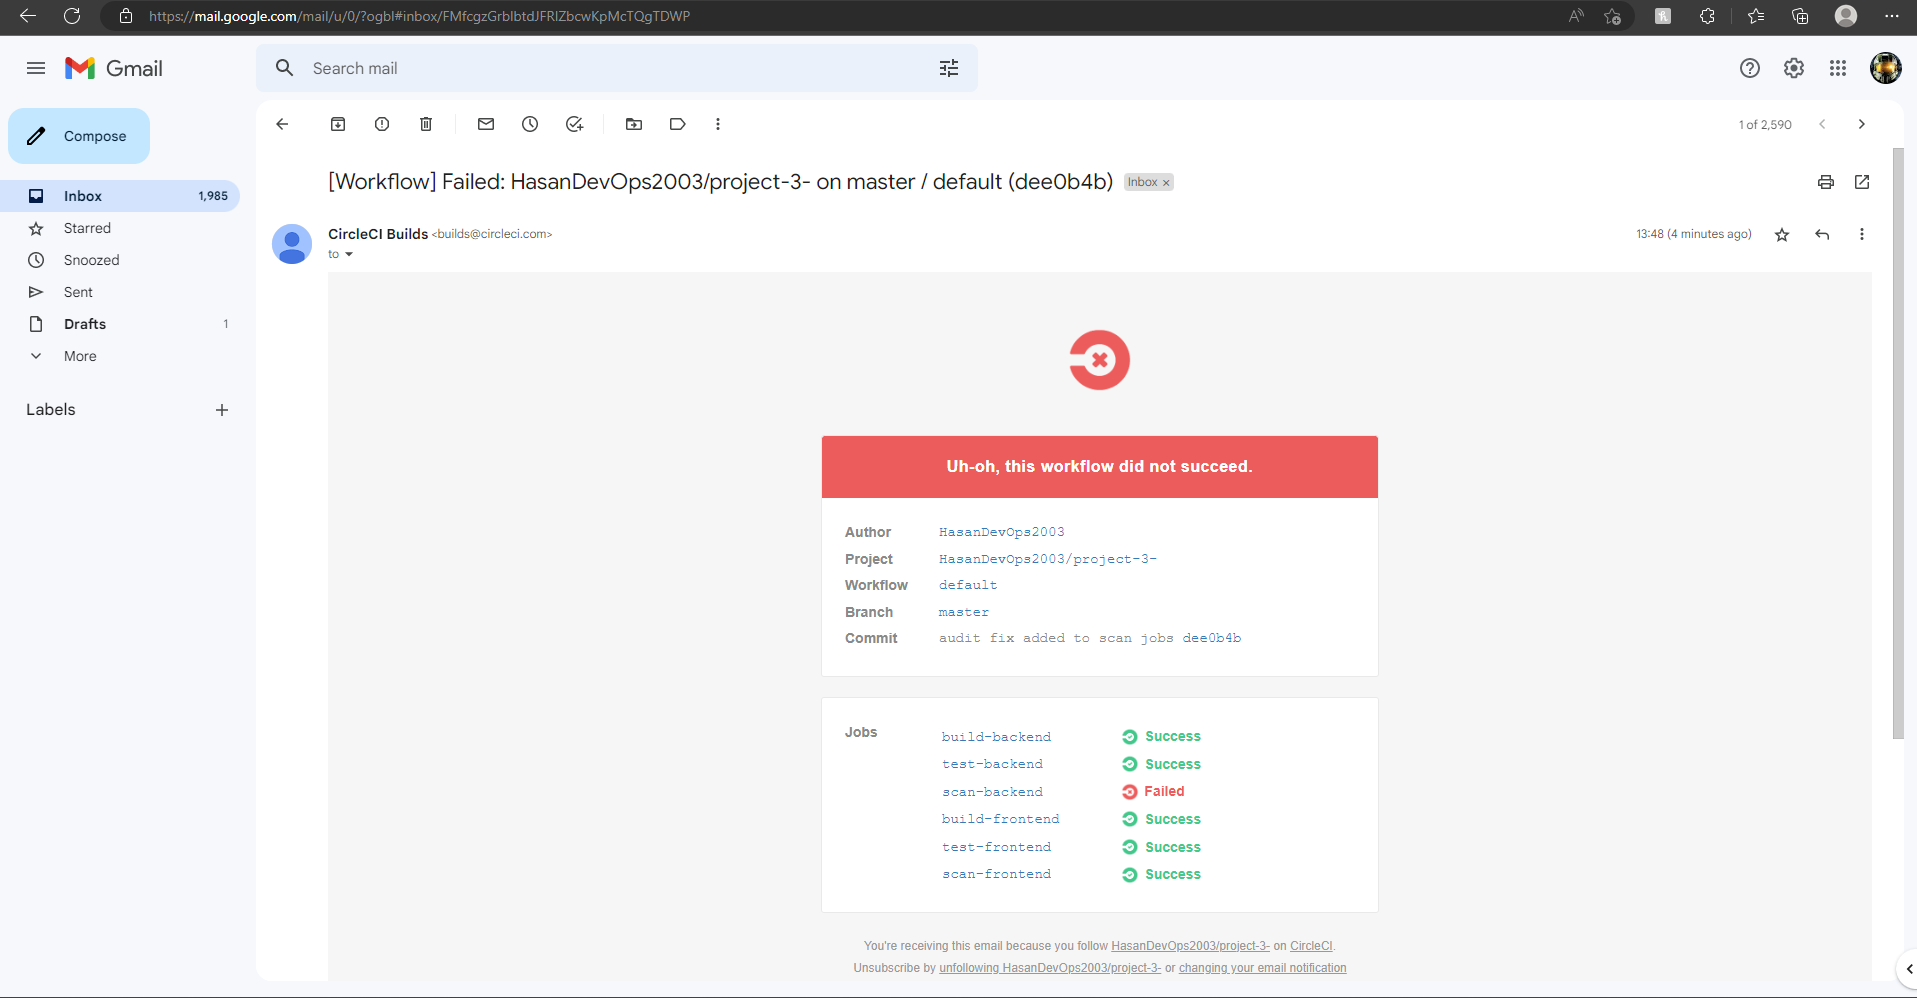 https://mail.google.com/mail/u/0/?ogbl#inbox/FMfcgzGrblbtdJFRlZbcwKpMcTQgTDWP
Gmail
Search mail
Compose
1 of 2,590
Inbox 1,985
Starred
Snoozed
Sent
Drafts 1
More
Labels
[Workflow] Failed: HasanDevOps2003/project-3- on master / default (dee0b4b) Inbox x
CircleCI Builds <builds@circleci.com> 13:48 (4 minutes ago)
to
Uh-oh, this workflow did not succeed.
Author HasanDevOps2003
Project HasanDevOps2003/project-3-
Workflow default
Branch master
Commit audit fix added to scan jobs dee0b4b
Jobs build-backend Success
test-backend Success
scan-backend Failed
build-frontend Success
test-frontend Success
scan-frontend Success
You're receiving this email because you follow HasanDevOps2003/project-3- on CircleCI.
Unsubscribe by unfollowing HasanDevOps2003/project-3- or changing your email notification